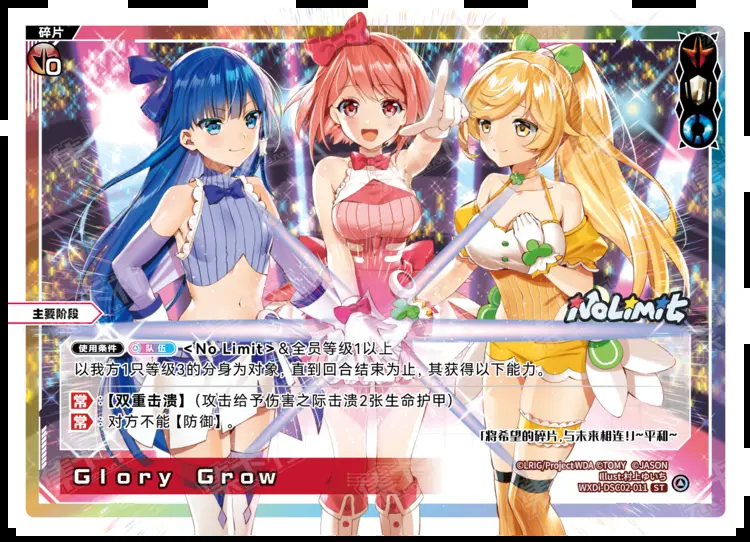 碎片
0
主要阶段
NoLimit
使用条件 队伍 <No Limit>&全员等级1以上
以我方1只等级3的分身为对象,直到回合结束为止,其获得以下能力。
常 :【双重击溃】(攻击给予伤害之际击溃2张生命护甲)
常 :对方不能【防御】。
「将希望的碎片,与未来相连!」~平和~
Glory Grow
©LRIG/Project WDA ©TOMY ©JASON
Illust:村上ゆいち
WXDi-DSC02-011 ST